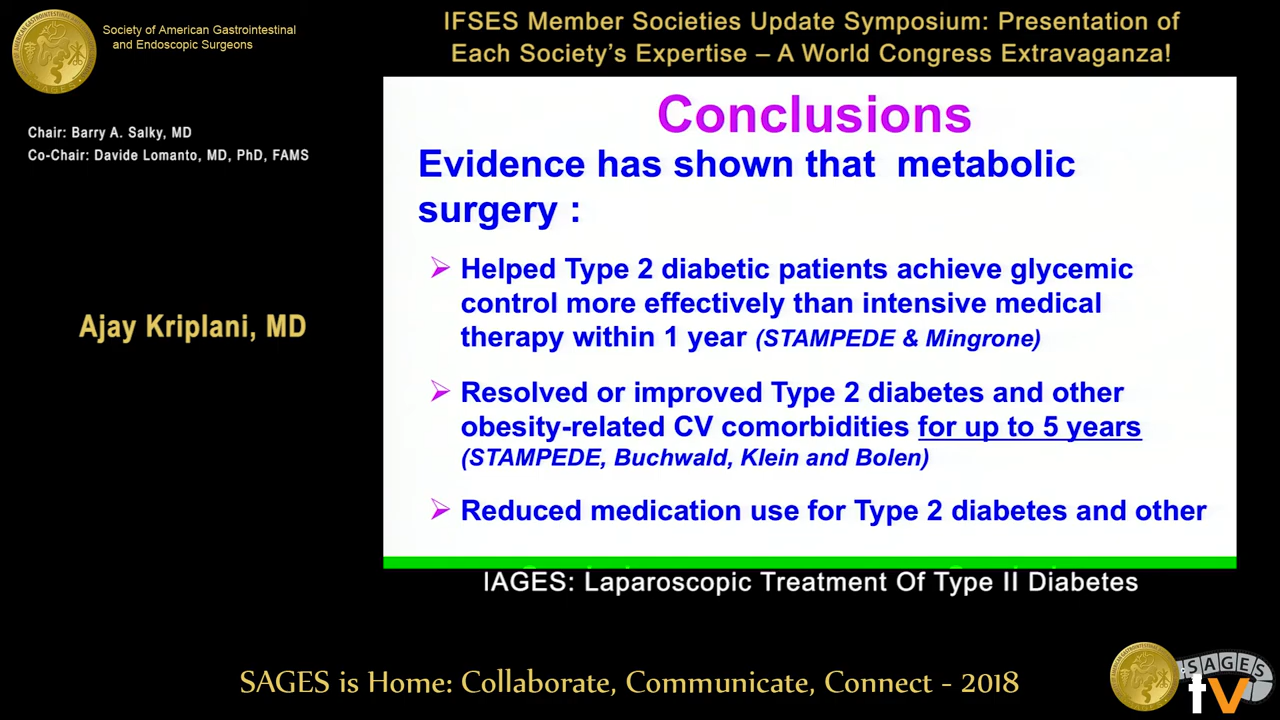 Society of American Gastrointestinal
and Endoscopic Surgeons
IFSES Member Societies Update Symposium: Presentation of
Each Society's Expertise – A World Congress Extravaganza!
Chair: Barry A. Salky, MD
Co-Chair: Davide Lomanto, MD, PhD, FAMS
Ajay Kriplani, MD
Conclusions
Evidence has shown that metabolic
surgery :
➢ Helped Type 2 diabetic patients achieve glycemic
control more effectively than intensive medical
therapy within 1 year (STAMPEDE & Mingrone)
➢ Resolved or improved Type 2 diabetes and other
obesity-related CV comorbidities for up to 5 years
(STAMPEDE, Buchwald, Klein and Bolen)
➢ Reduced medication use for Type 2 diabetes and other
IAGES: Laparoscopic Treatment Of Type II Diabetes
SAGES is Home: Collaborate, Communicate, Connect - 2018
SAGES
tv